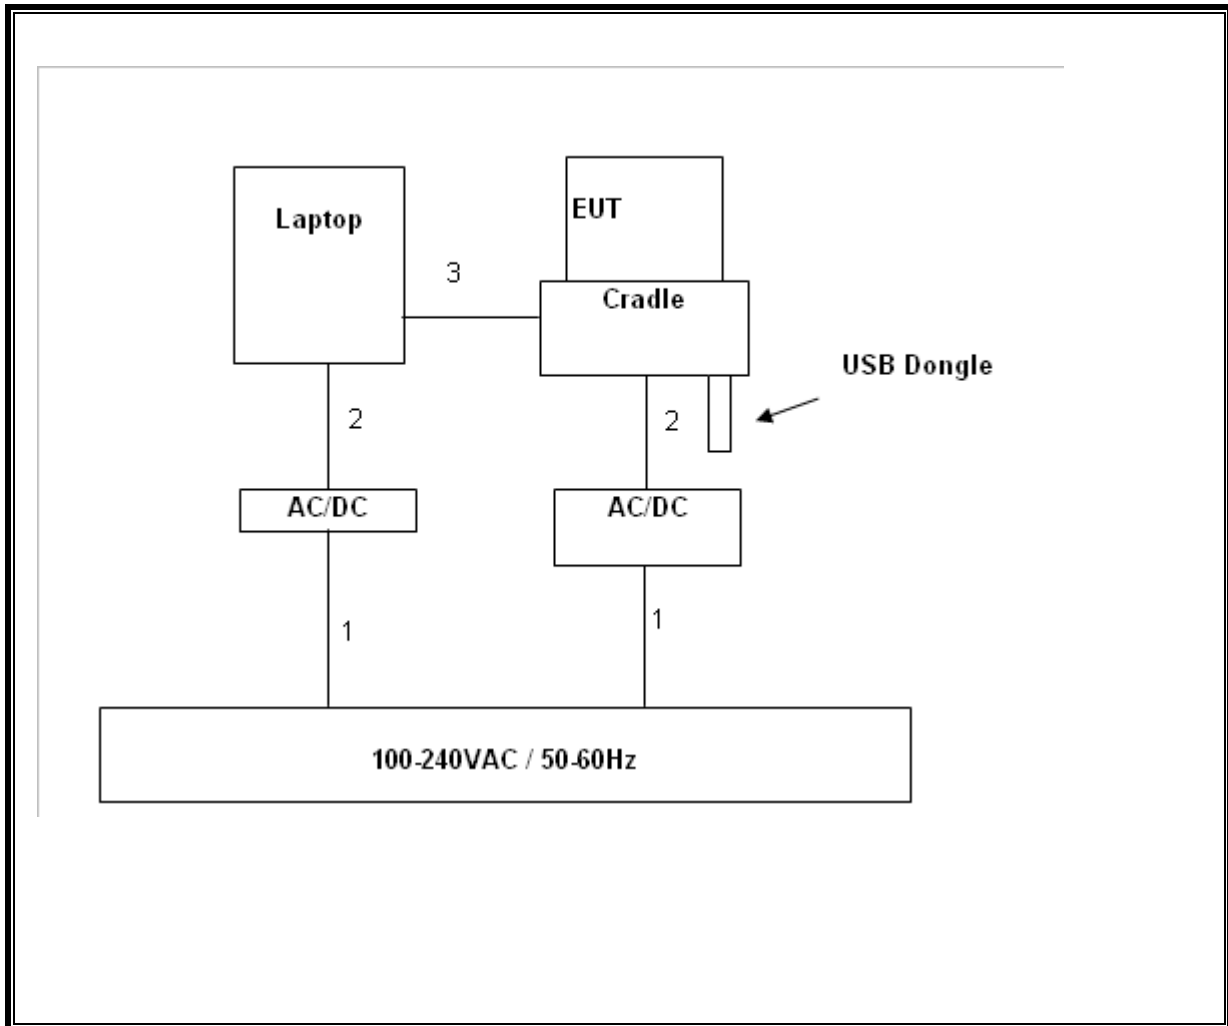 Laptop
EUT
3
Cradle
USB Dongle
2
2
AC/DC
AC/DC
1
1
100-240VAC / 50-60Hz